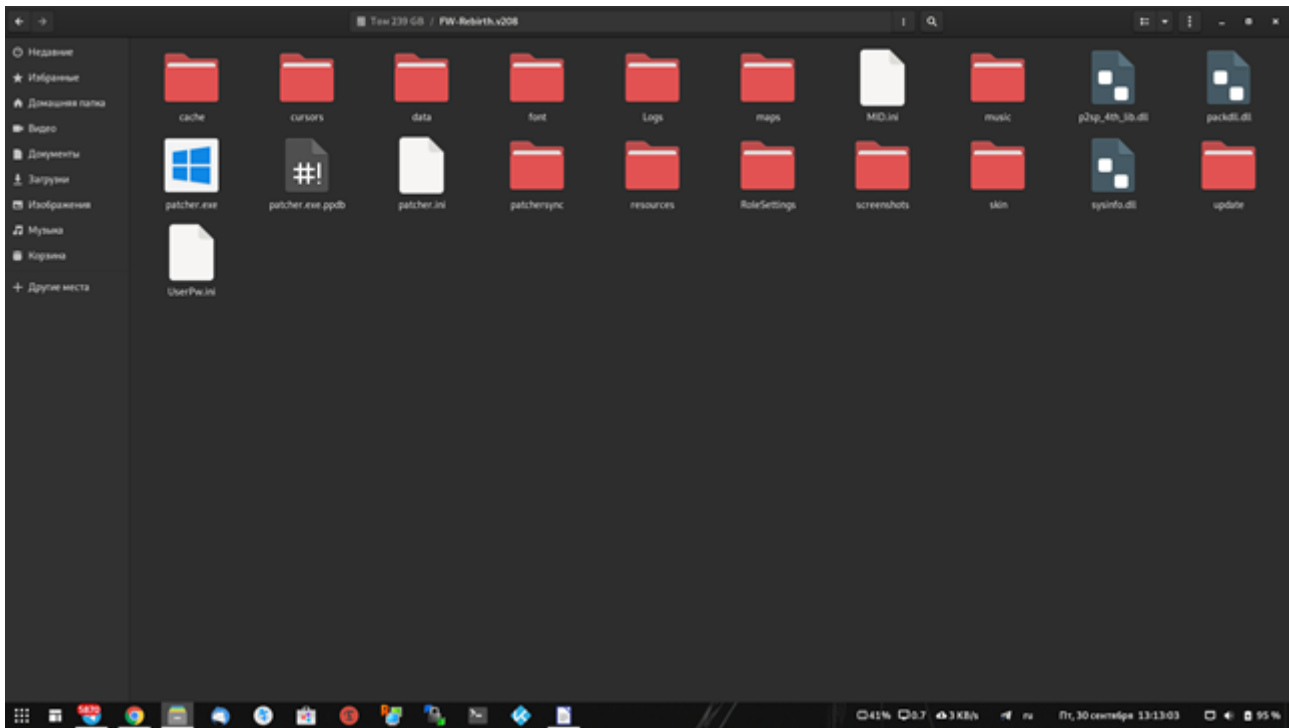 Том 239 GB / FW-Rebirth.v208
Недавние
Избранные
Домашняя папка
Видео
Документы
Загрузки
Изображения
Музыка
Корзина
Другие места
cache cursors data font Logs maps MID.ini music p2sp_4th_lib.dll packdll.dll
patcher.exe patcher.exe.ppdb patcher.ini patchersync resources RoleSettings screenshots skin sysinfo.dll update
UserPw.ini
5870 41% 0.7 3 KB/s ru Пт, 30 сентября 13:13:03 95 %